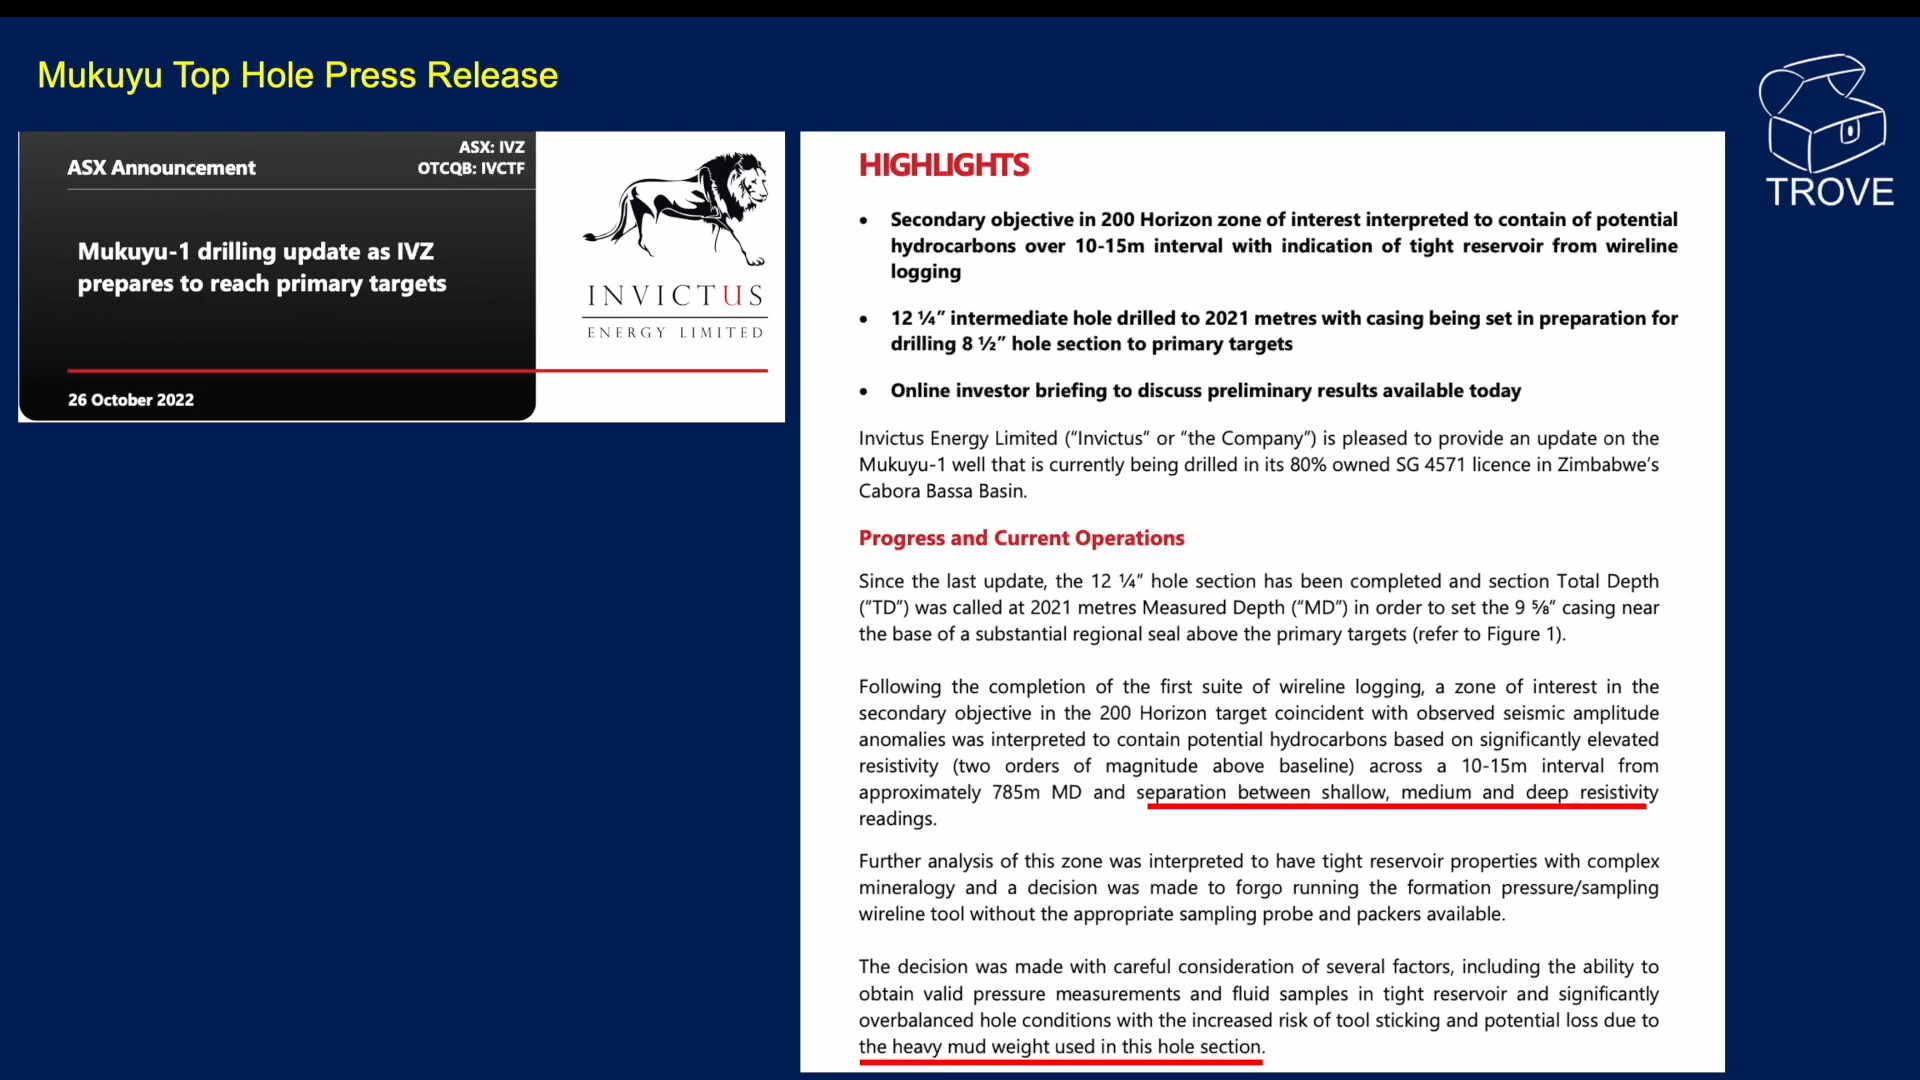 Mukuyu Top Hole Press Release
TROVE
ASX Announcement
ASX: IVZ
OTCQB: IVCTF
Mukuyu-1 drilling update as IVZ
prepares to reach primary targets
26 October 2022
INVICTUS
ENERGY LIMITED
HIGHLIGHTS
• Secondary objective in 200 Horizon zone of interest interpreted to contain of potential
hydrocarbons over 10-15m interval with indication of tight reservoir from wireline
logging
• 12 ¼” intermediate hole drilled to 2021 metres with casing being set in preparation for
drilling 8 ½” hole section to primary targets
• Online investor briefing to discuss preliminary results available today
Invictus Energy Limited (“Invictus” or “the Company”) is pleased to provide an update on the
Mukuyu-1 well that is currently being drilled in its 80% owned SG 4571 licence in Zimbabwe’s
Cabora Bassa Basin.
Progress and Current Operations
Since the last update, the 12 ¼” hole section has been completed and section Total Depth
(“TD”) was called at 2021 metres Measured Depth (“MD”) in order to set the 9 ⅝” casing near
the base of a substantial regional seal above the primary targets (refer to Figure 1).
Following the completion of the first suite of wireline logging, a zone of interest in the
secondary objective in the 200 Horizon target coincident with observed seismic amplitude
anomalies was interpreted to contain potential hydrocarbons based on significantly elevated
resistivity (two orders of magnitude above baseline) across a 10-15m interval from
approximately 785m MD and separation between shallow, medium and deep resistivity
readings.
Further analysis of this zone was interpreted to have tight reservoir properties with complex
mineralogy and a decision was made to forgo running the formation pressure/sampling
wireline tool without the appropriate sampling probe and packers available.
The decision was made with careful consideration of several factors, including the ability to
obtain valid pressure measurements and fluid samples in tight reservoir and significantly
overbalanced hole conditions with the increased risk of tool sticking and potential loss due to
the heavy mud weight used in this hole section.